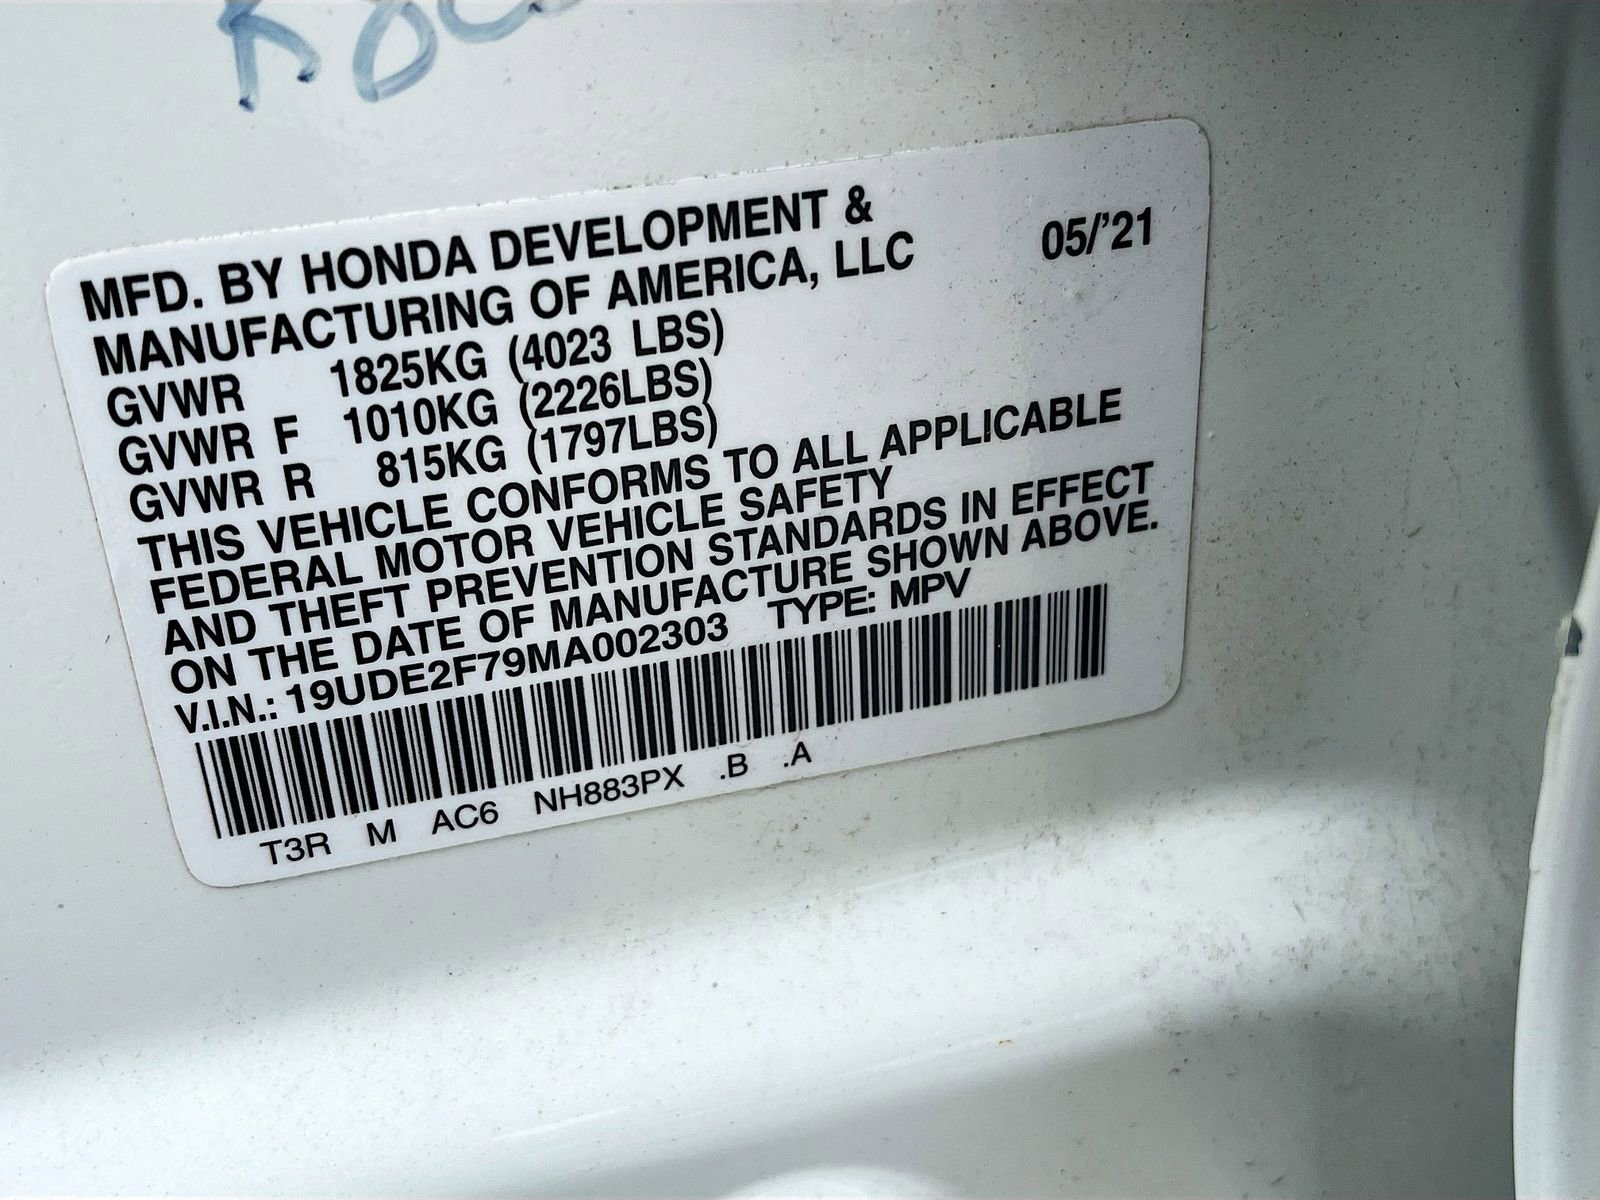 MFD. BY HONDA DEVELOPMENT &
MANUFACTURING OF AMERICA, LLC
05/'21
GVWR 1825KG (4023 LBS)
GVWR F 1010KG (2226LBS)
GVWR R 815KG (1797LBS)
THIS VEHICLE CONFORMS TO ALL APPLICABLE
FEDERAL MOTOR VEHICLE SAFETY
AND THEFT PREVENTION STANDARDS IN EFFECT
ON THE DATE OF MANUFACTURE SHOWN ABOVE.
V.I.N.: 19UDE2F79MA002303 TYPE: MPV
T3R M AC6 NH883PX .B .A